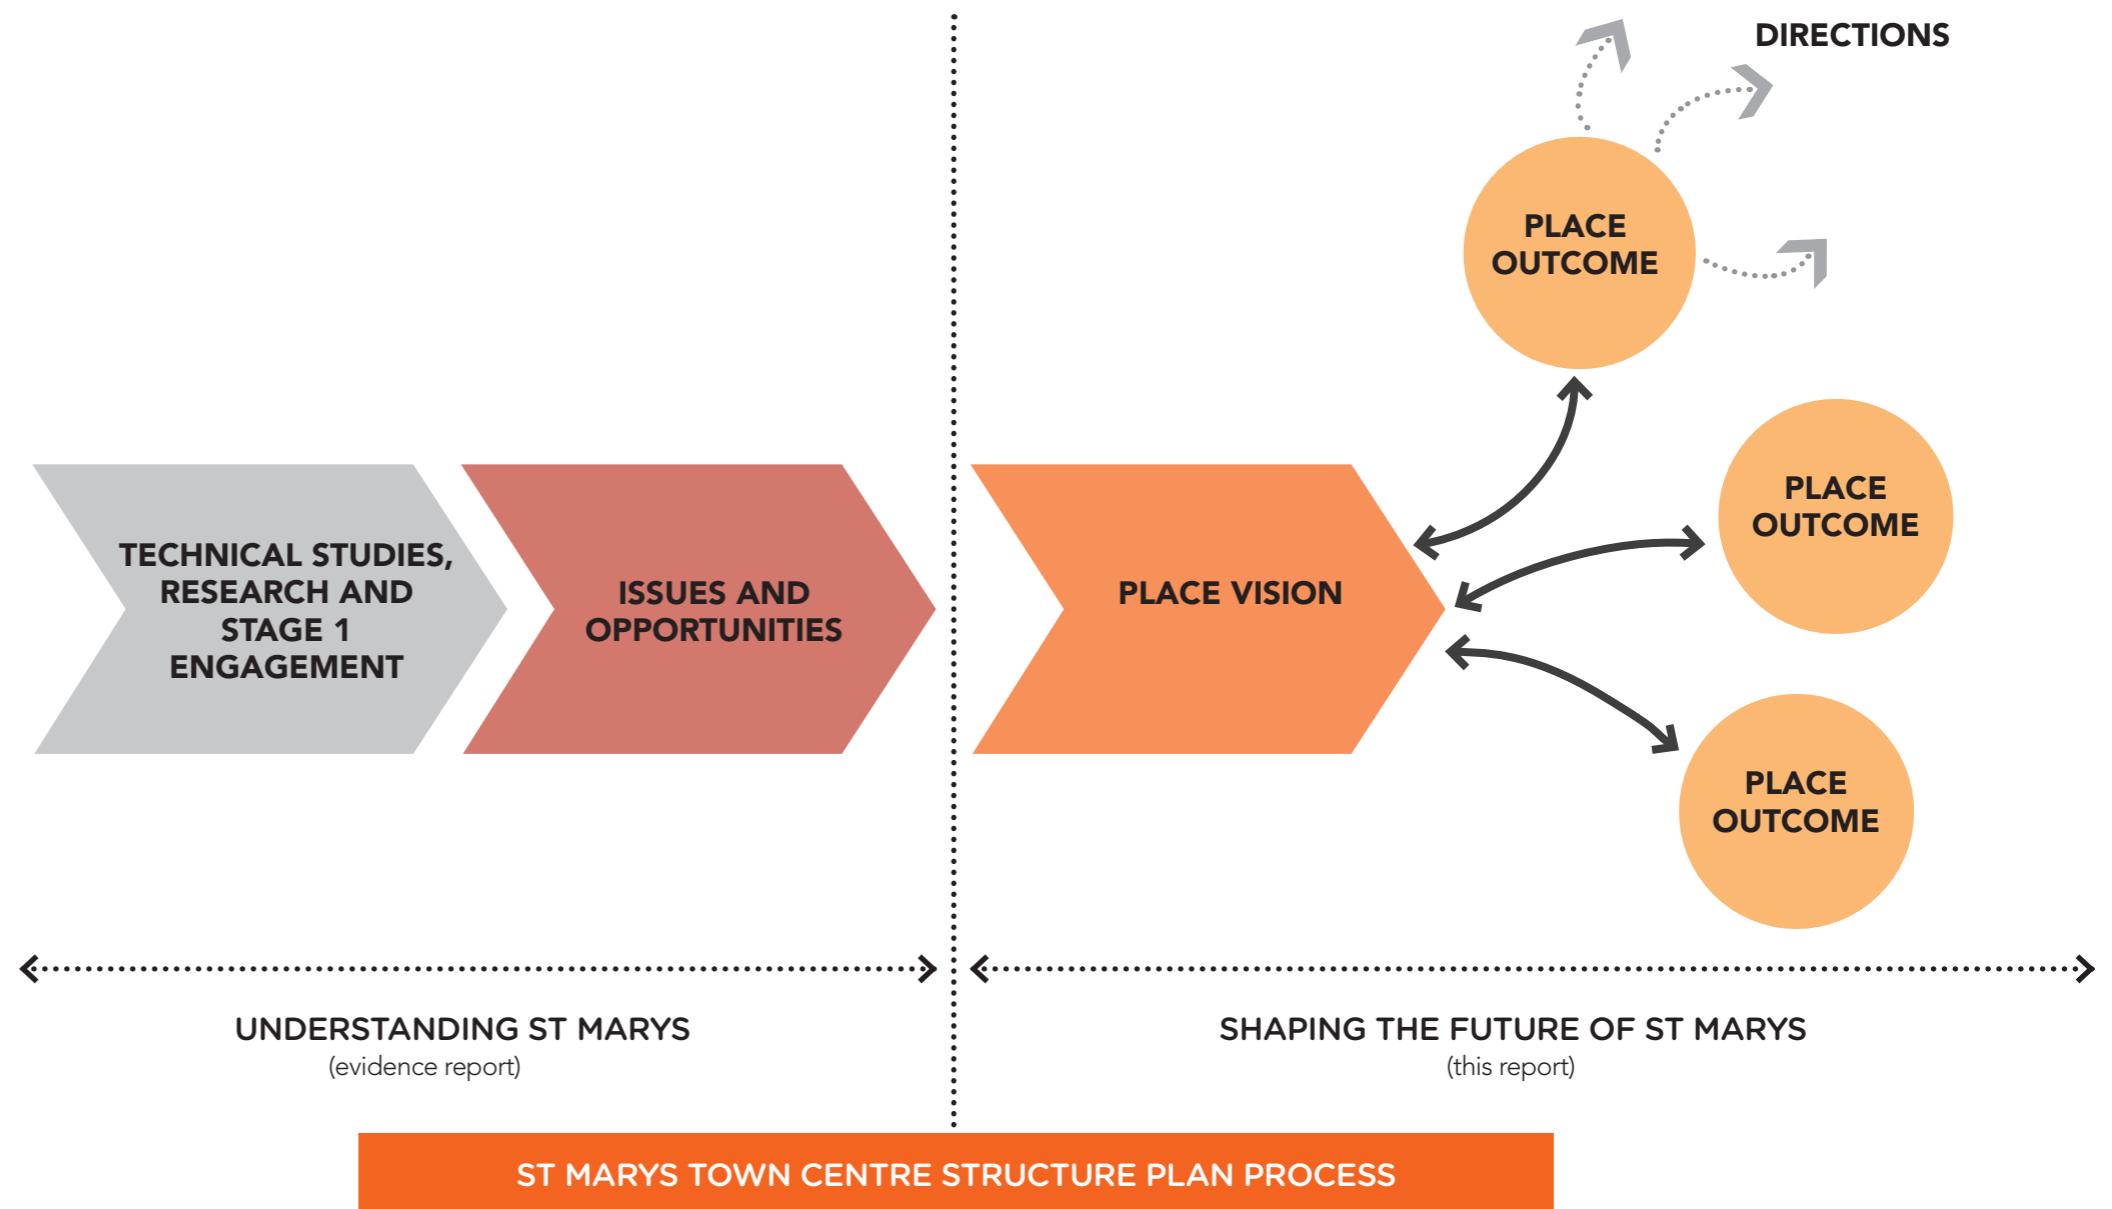 DIRECTIONS
PLACE
OUTCOME
PLACE
OUTCOME
TECHNICAL STUDIES,
RESEARCH AND
STAGE 1
ENGAGEMENT
ISSUES AND
OPPORTUNITIES
PLACE VISION
PLACE
OUTCOME
UNDERSTANDING ST MARYS
(evidence report)
SHAPING THE FUTURE OF ST MARYS
(this report)
ST MARYS TOWN CENTRE STRUCTURE PLAN PROCESS